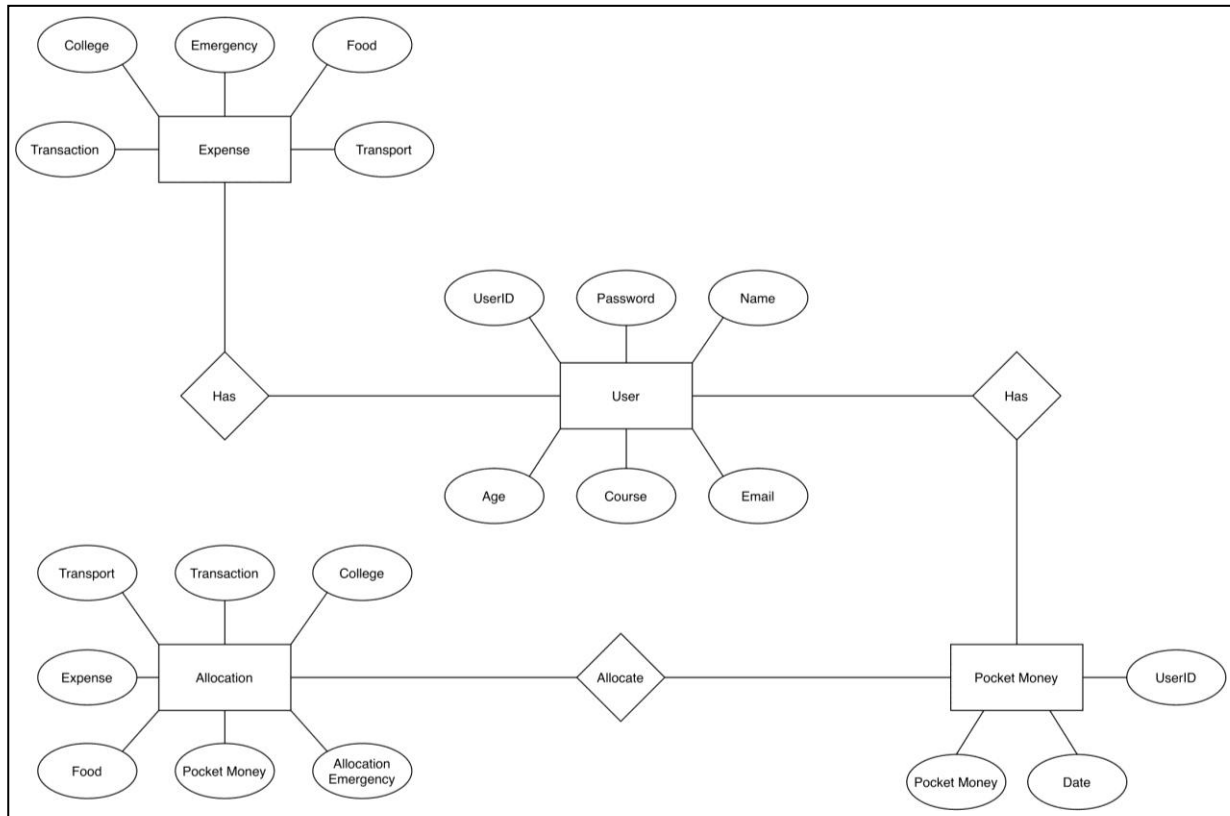 College
Emergency
Food
Transaction
Expense
Transport
UserID
Password
Name
Has
User
Has
Age
Course
Email
Transport
Transaction
College
Expense
Allocation
Allocate
Pocket Money
UserID
Food
Pocket Money
Allocation
Emergency
Pocket Money
Date